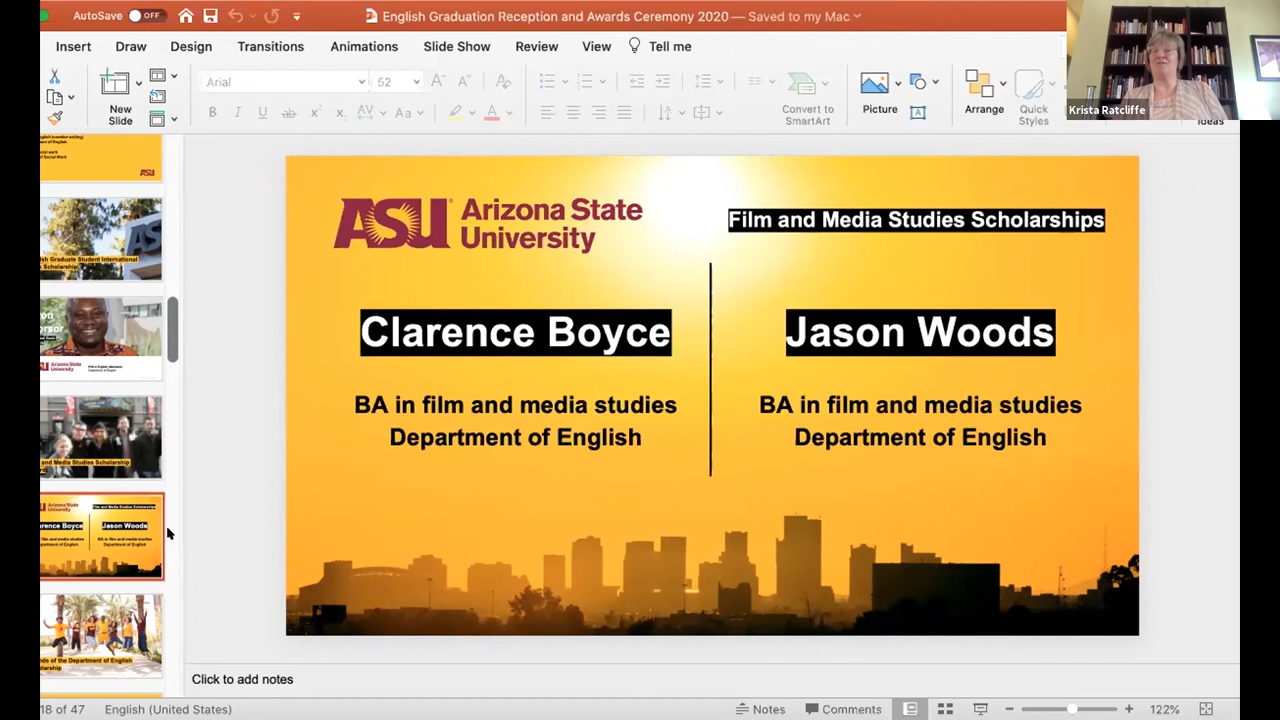 AutoSave OFF
English Graduation Reception and Awards Ceremony 2020 — Saved to my Mac
Insert Draw Design Transitions Animations Slide Show Review View Tell me
Arial 52
New
Slide
Convert to
SmartArt
Picture
Arrange
Quick
Styles
Ideas
Krista Ratcliffe
ASU Arizona State
University
Film and Media Studies Scholarships
Clarence Boyce
Jason Woods
BA in film and media studies
Department of English
BA in film and media studies
Department of English
Click to add notes
18 of 47 English (United States) Notes Comments 122%